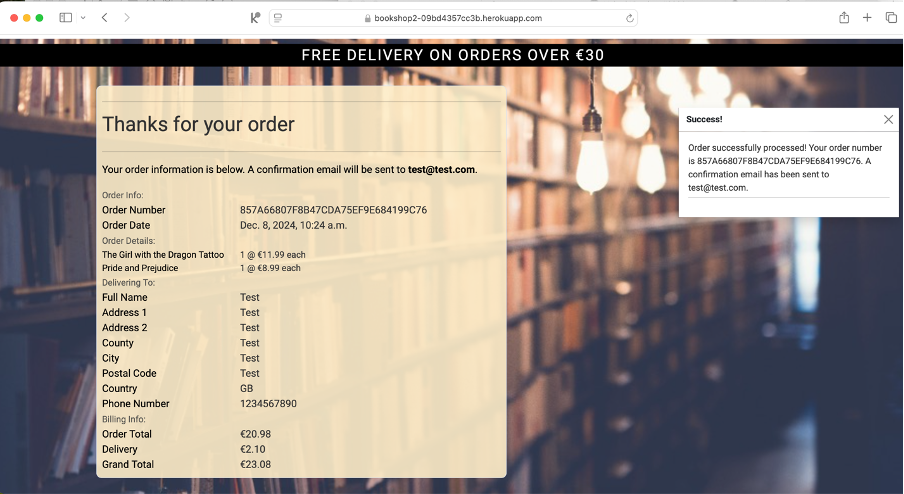 bookshop2-09bd4357cc3b.herokuapp.com
FREE DELIVERY ON ORDERS OVER €30
Thanks for your order
Your order information is below. A confirmation email will be sent to test@test.com.
Order Info:
Order Number 857A66807F8B47CDA75EF9E684199C76
Order Date Dec. 8, 2024, 10:24 a.m.
Order Details:
The Girl with the Dragon Tattoo 1 @ €11.99 each
Pride and Prejudice 1 @ €8.99 each
Delivering To:
Full Name Test
Address 1 Test
Address 2 Test
County Test
City Test
Postal Code Test
Country GB
Phone Number 1234567890
Billing Info:
Order Total €20.98
Delivery €2.10
Grand Total €23.08
Success!
Order successfully processed! Your order number
is 857A66807F8B47CDA75EF9E684199C76. A
confirmation email has been sent to
test@test.com.